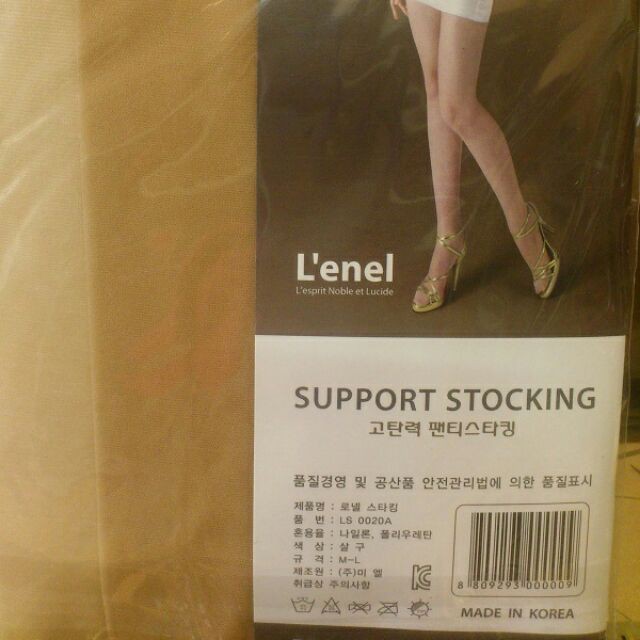 L'enel
L'esprit Noble et Lucide
SUPPORT STOCKING
고탄력 팬티스타킹
품질경영 및 공산품 안전관리법에 의한 품질표시
제품명 : 로넬 스타킹
품 번 : LS 0020A
혼용율 : 나일론, 폴리우레탄
색 상 : 살 구
규 격 : M-L
제조원 : (주)미 엘
취급상 주의사항
8 809293 000009
MADE IN KOREA